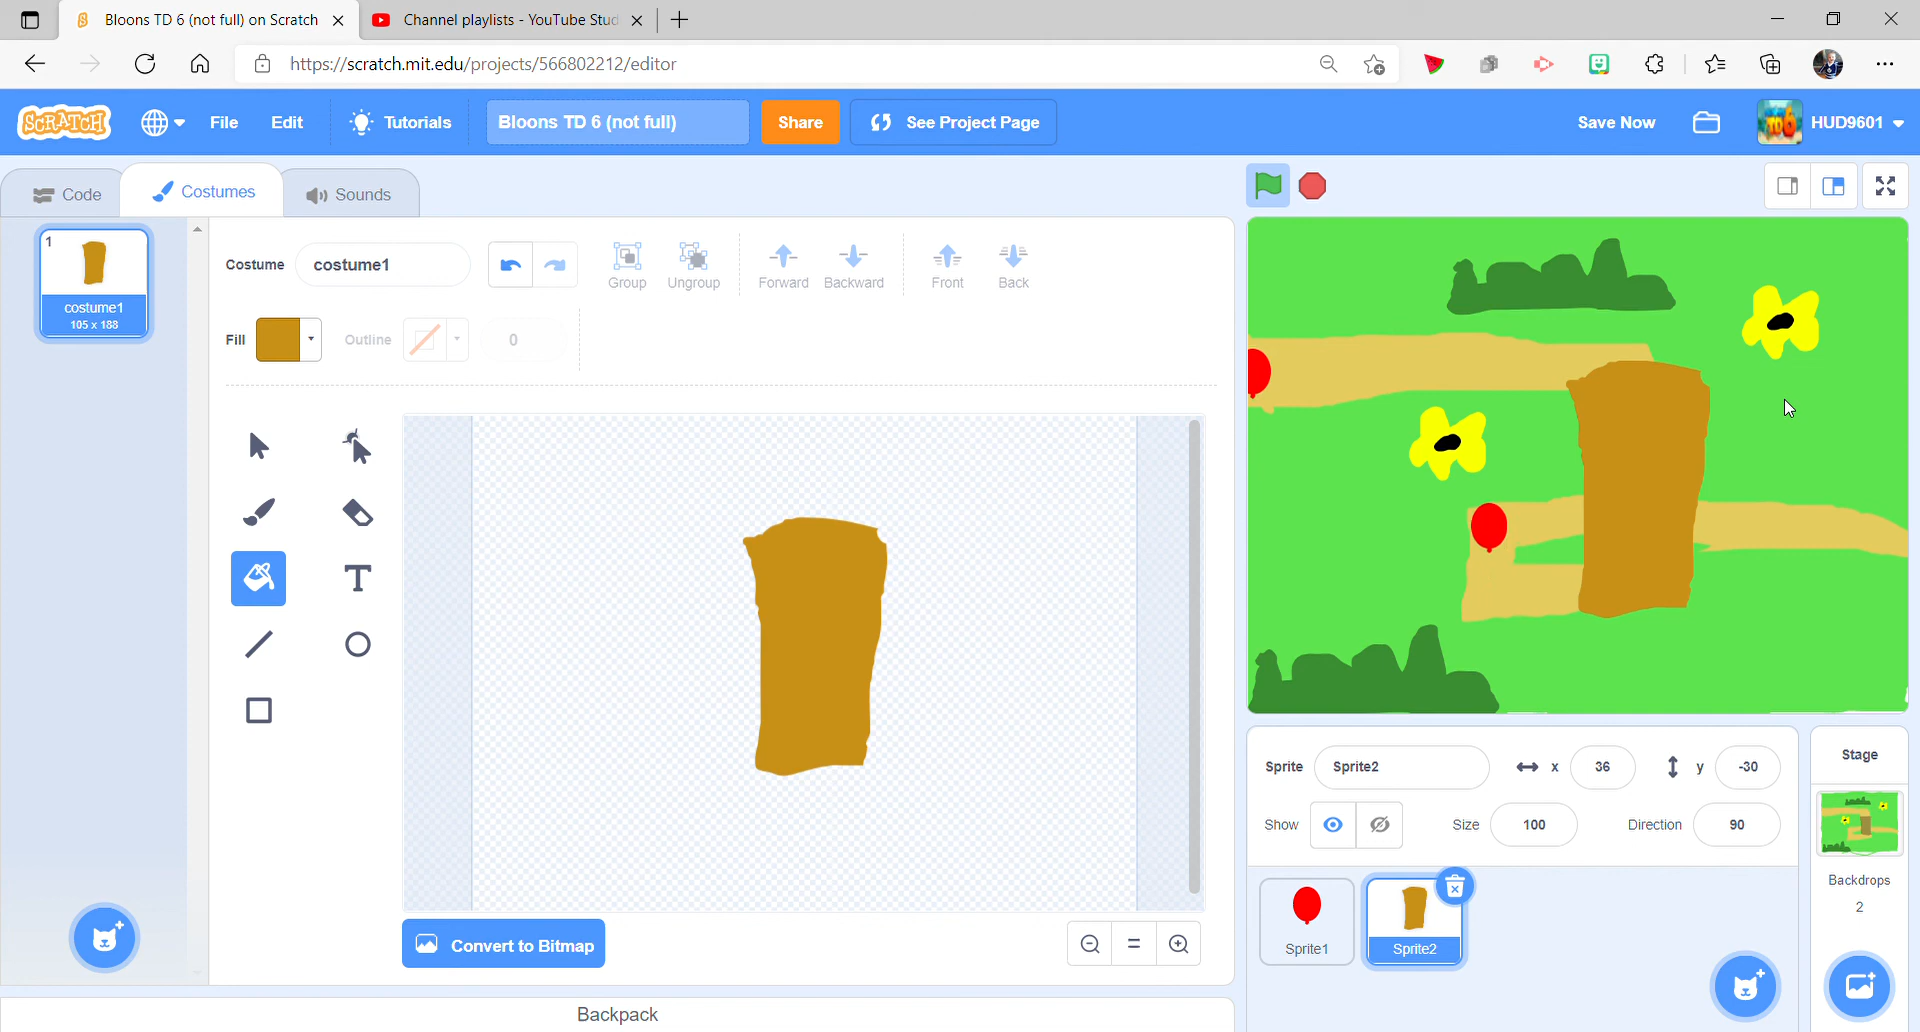 Bloons TD 6 (not full) on Scratch
Channel playlists - YouTube Stud
https://scratch.mit.edu/projects/566802212/editor
SCRATCH
File
Edit
Tutorials
Bloons TD 6 (not full)
Share
See Project Page
Save Now
HUD9601
Code
Costumes
Sounds
1
costume1
105 x 188
Costume
costume1
Group
Ungroup
Forward
Backward
Front
Back
Fill
Outline
0
T
Convert to Bitmap
Backpack
Sprite
Sprite2
x
36
y
-30
Show
Size
100
Direction
90
Sprite1
Sprite2
Stage
Backdrops
2